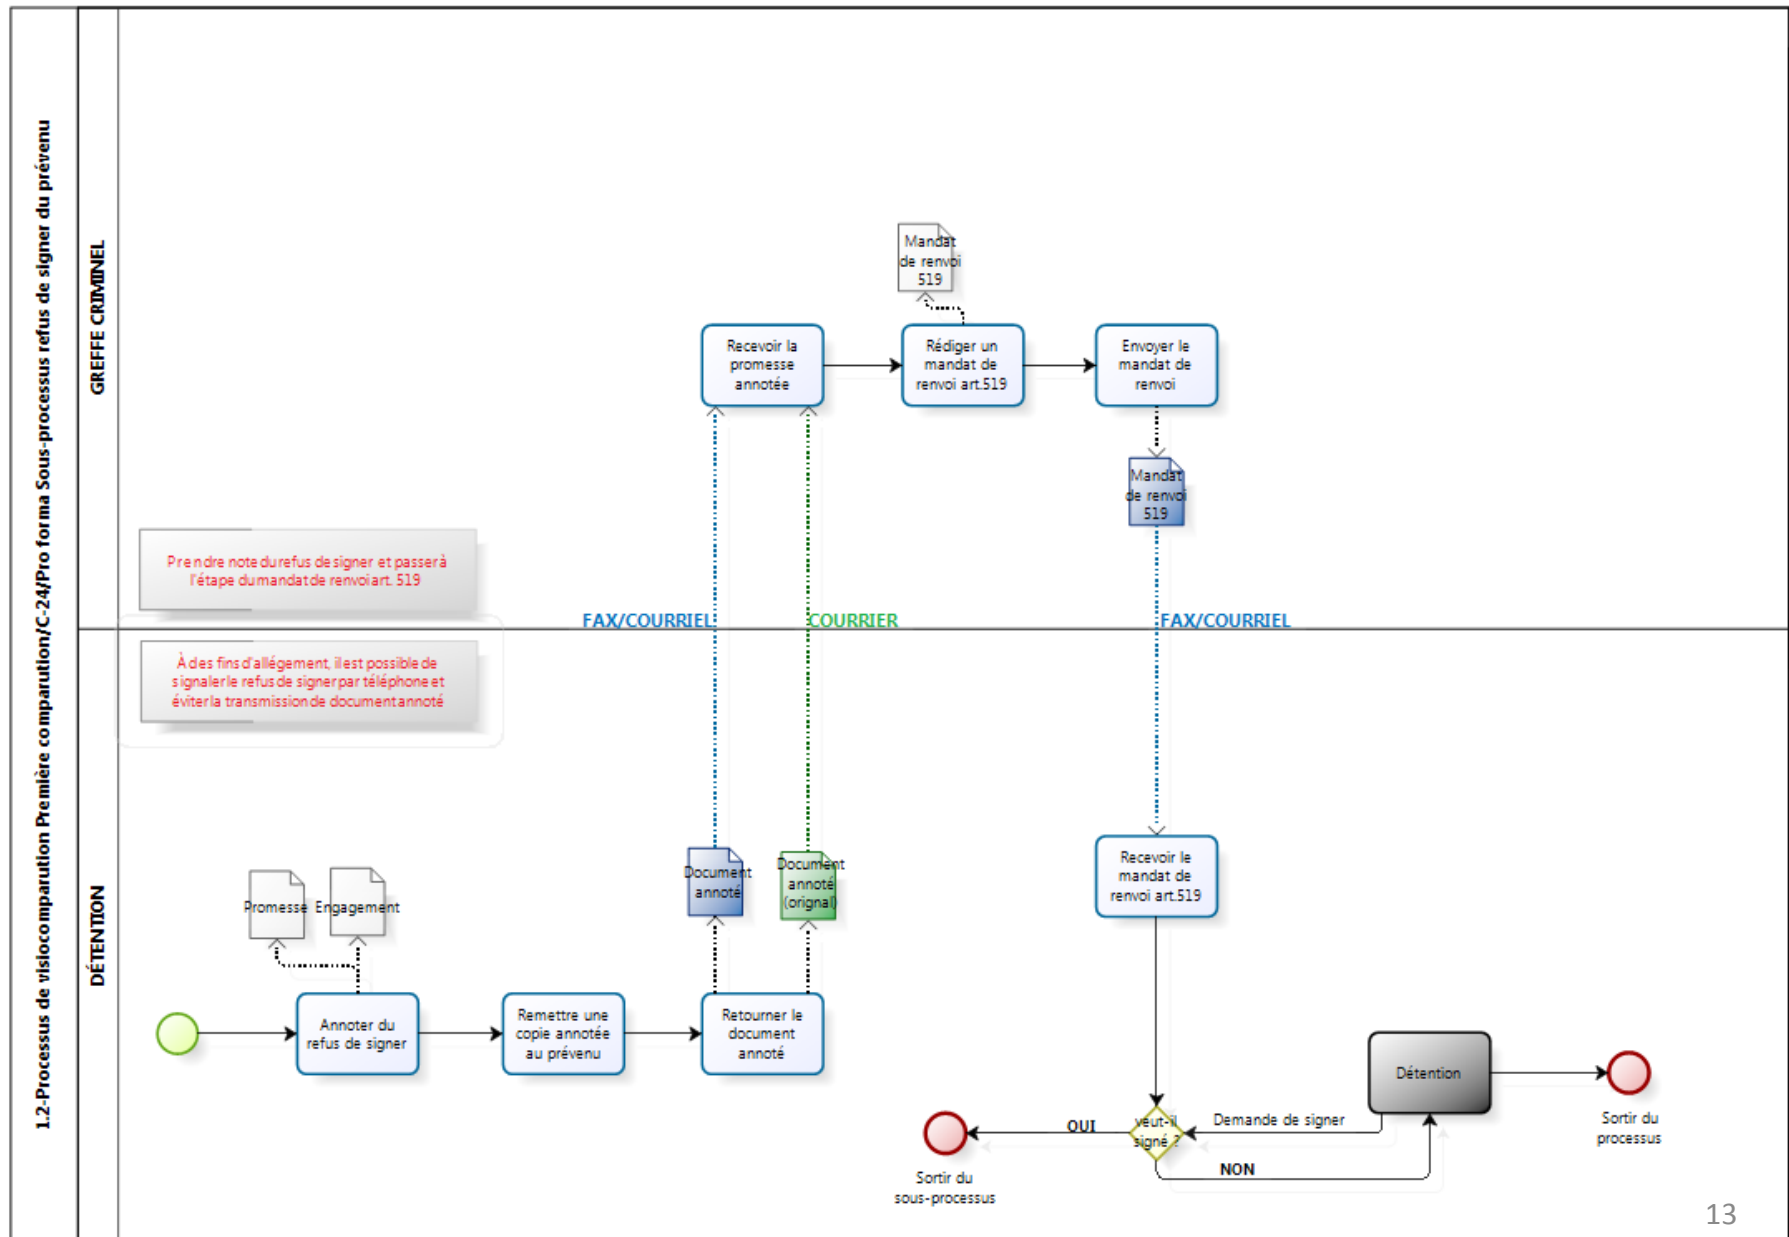 1.2-Processus de visiocomparution Première comparution/C-24/Pro forma Sous-processus refus de signer du prévenu
GREFFE CRIMINEL
Mandat
de renvoi
519
Recevoir la
promesse
annotée
Rédiger un
mandat de
renvoi art.519
Envoyer le
mandat de
renvoi
Mandat
de renvoi
519
Prendre note du refus de signer et passer à
l'étape du mandat de renvoi art. 519
FAX/COURRIEL
COURRIER
FAX/COURRIEL
DÉTENTION
À des fins d'allégement, il est possible de
signaler le refus de signer par téléphone et
éviter la transmission de document annoté
Promesse
Engagement
Document
annoté
Document
annoté
(orignal)
Recevoir le
mandat de
renvoi art.519
Annoter du
refus de signer
Remettre une
copie annotée
au prévenu
Retourner le
document
annoté
Détention
Sortir du
processus
Demande de signer
veut-il
signé ?
OUI
NON
Sortir du
sous-processus
13